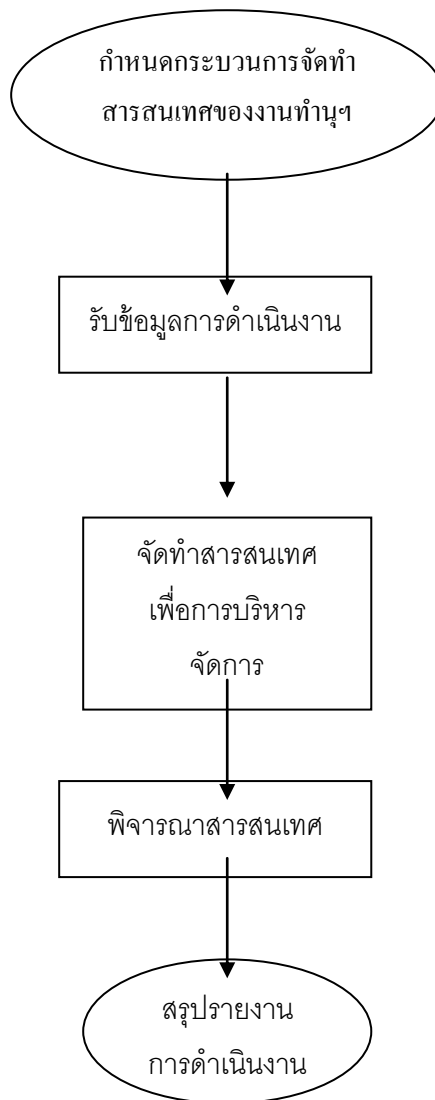 กำหนดกระบวนการจัดทำ
สารสนเทศของงานทำนุฯ
รับข้อมูลการดำเนินงาน
จัดทำสารสนเทศ
เพื่อการบริหาร
จัดการ
พิจารณาสารสนเทศ
สรุปรายงาน
การดำเนินงาน